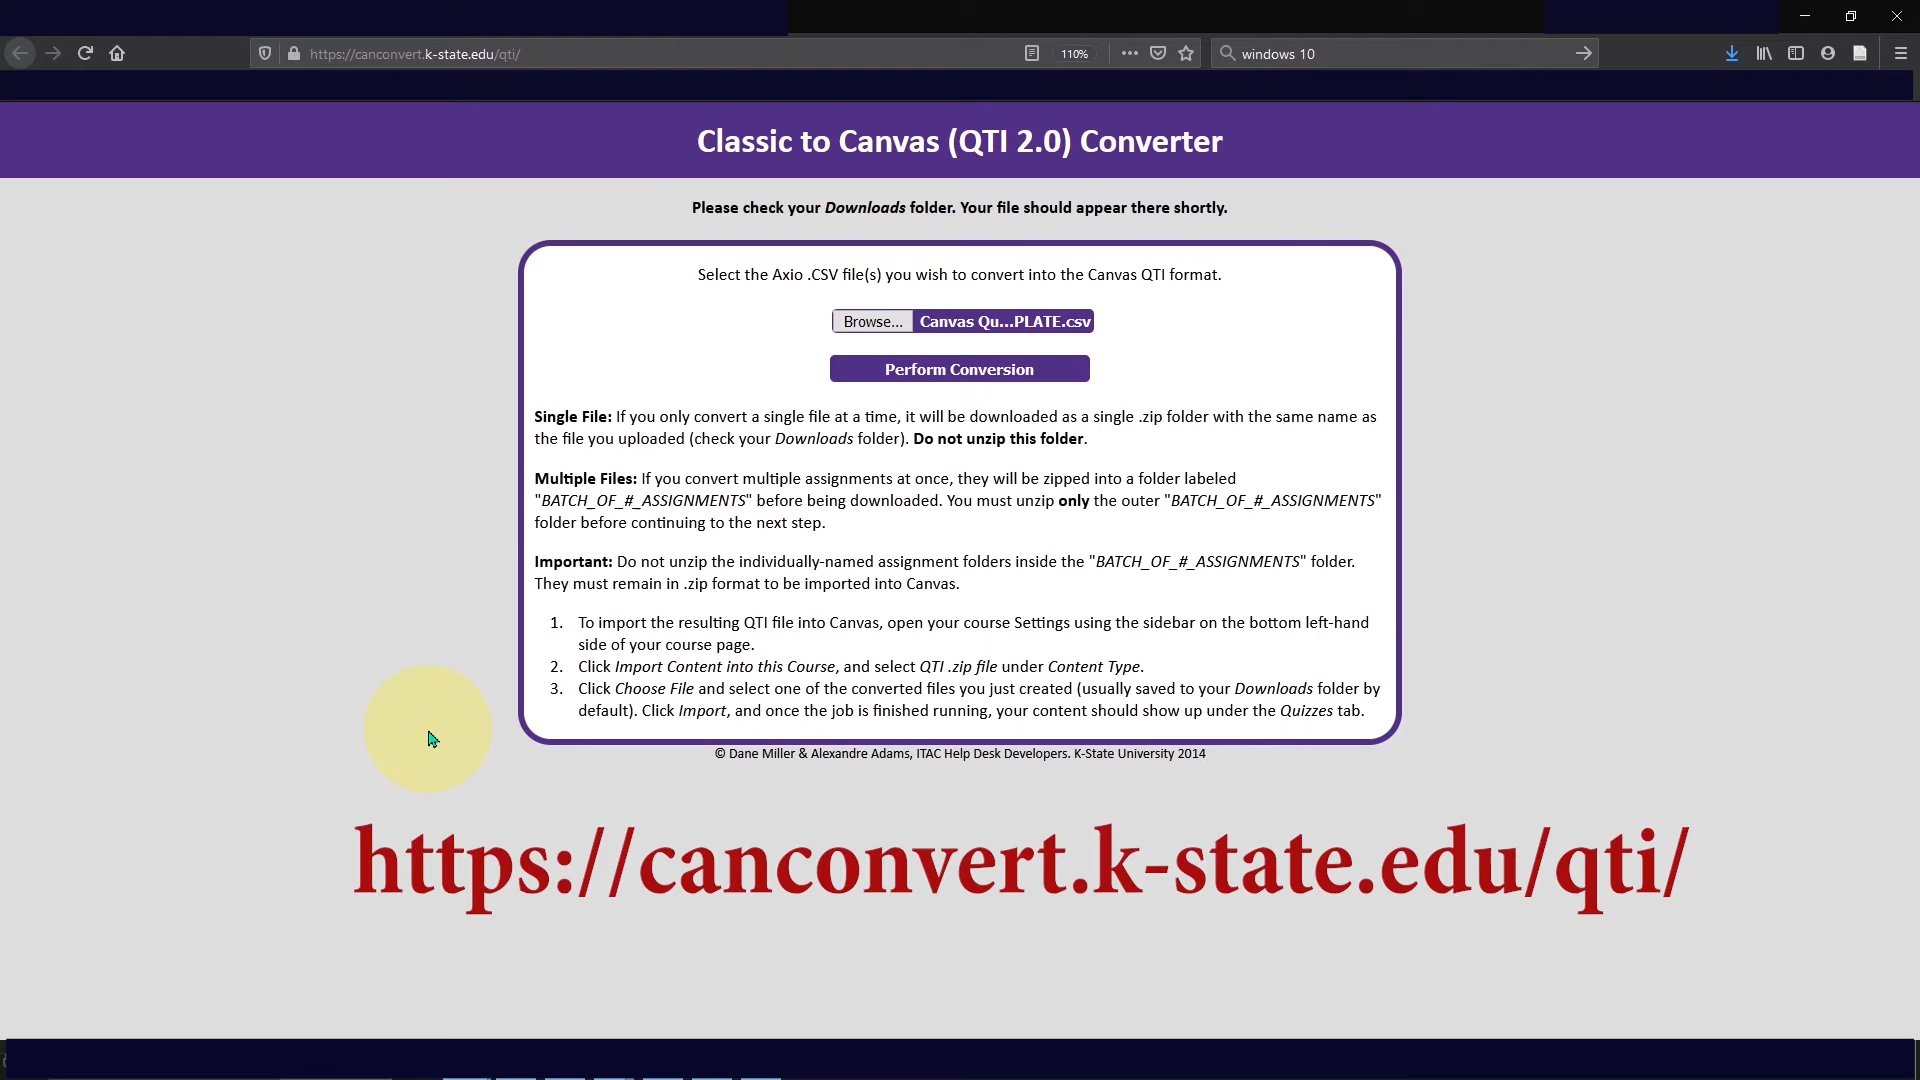 https://canconvert.k-state.edu/qti/
110%
windows 10
Classic to Canvas (QTI 2.0) Converter
Please check your Downloads folder. Your file should appear there shortly.
Select the Axio .CSV file(s) you wish to convert into the Canvas QTI format.
Browse... Canvas Qu...PLATE.csv
Perform Conversion
Single File: If you only convert a single file at a time, it will be downloaded as a single .zip folder with the same name as
the file you uploaded (check your Downloads folder). Do not unzip this folder.
Multiple Files: If you convert multiple assignments at once, they will be zipped into a folder labeled
"BATCH_OF_#_ASSIGNMENTS" before being downloaded. You must unzip only the outer "BATCH_OF_#_ASSIGNMENTS"
folder before continuing to the next step.
Important: Do not unzip the individually-named assignment folders inside the "BATCH_OF_#_ASSIGNMENTS" folder.
They must remain in .zip format to be imported into Canvas.
1. To import the resulting QTI file into Canvas, open your course Settings using the sidebar on the bottom left-hand
side of your course page.
2. Click Import Content into this Course, and select QTI .zip file under Content Type.
3. Click Choose File and select one of the converted files you just created (usually saved to your Downloads folder by
default). Click Import, and once the job is finished running, your content should show up under the Quizzes tab.
© Dane Miller & Alexandre Adams, ITAC Help Desk Developers. K-State University 2014
https://canconvert.k-state.edu/qti/